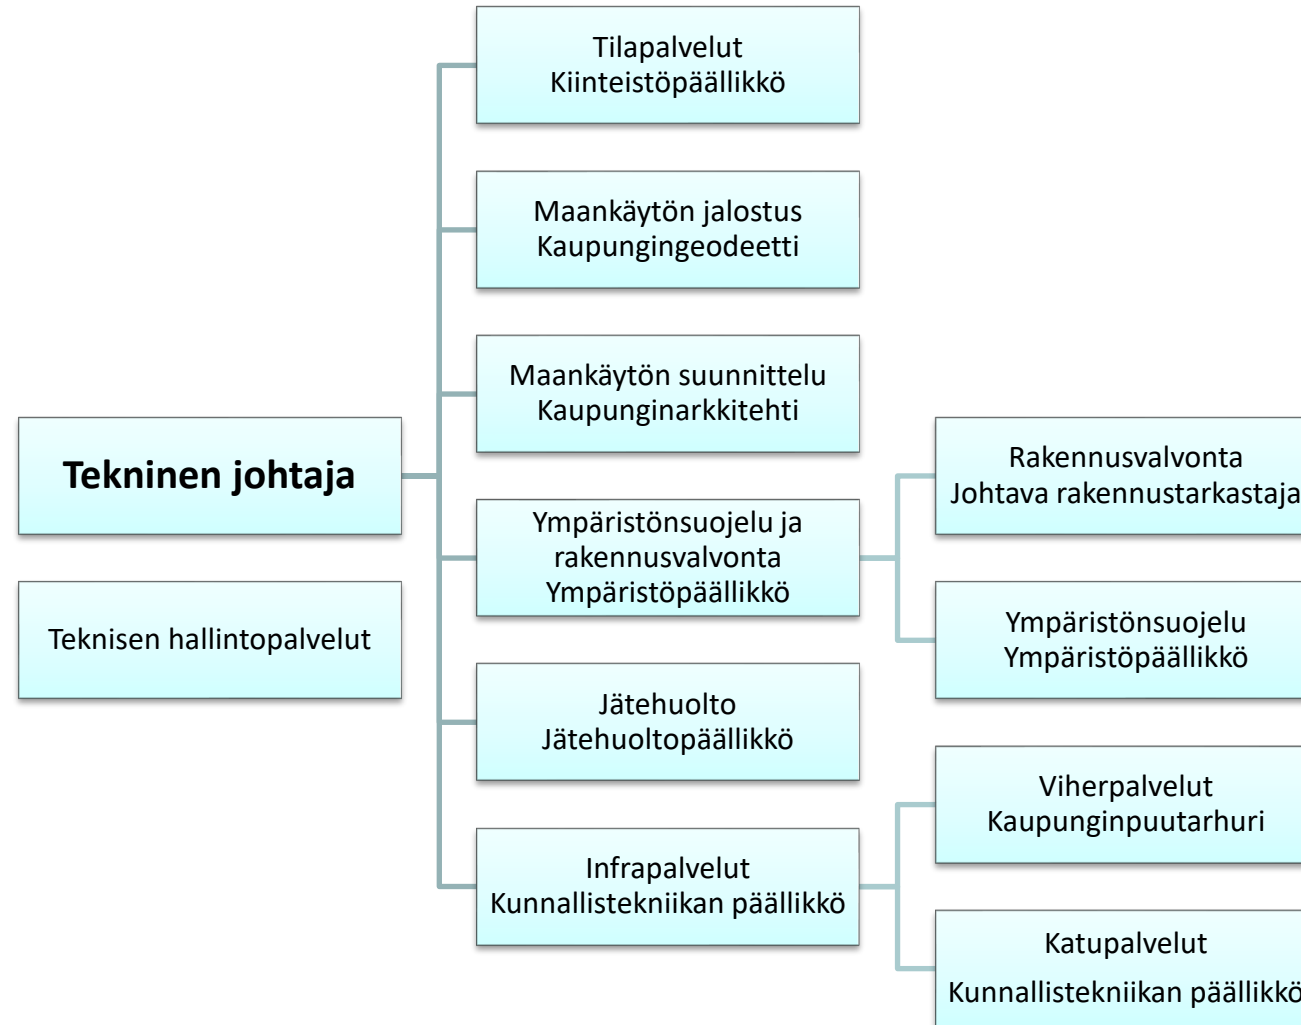 Tekninen johtaja
Teknisen hallintopalvelut
Tilapalvelut
Kiinteistöpäällikkö
Maankäytön jalostus
Kaupungingeodeetti
Maankäytön suunnittelu
Kaupunginarkkitehti
Ympäristönsuojelu ja
rakennusvalvonta
Ympäristöpäällikkö
Rakennusvalvonta
Johtava rakennustarkastaja
Ympäristönsuojelu
Ympäristöpäällikkö
Jätehuolto
Jätehuoltopäällikkö
Infrapalvelut
Kunnallistekniikan päällikkö
Viherpalvelut
Kaupunginpuutarhuri
Katupalvelut
Kunnallistekniikan päällikkö